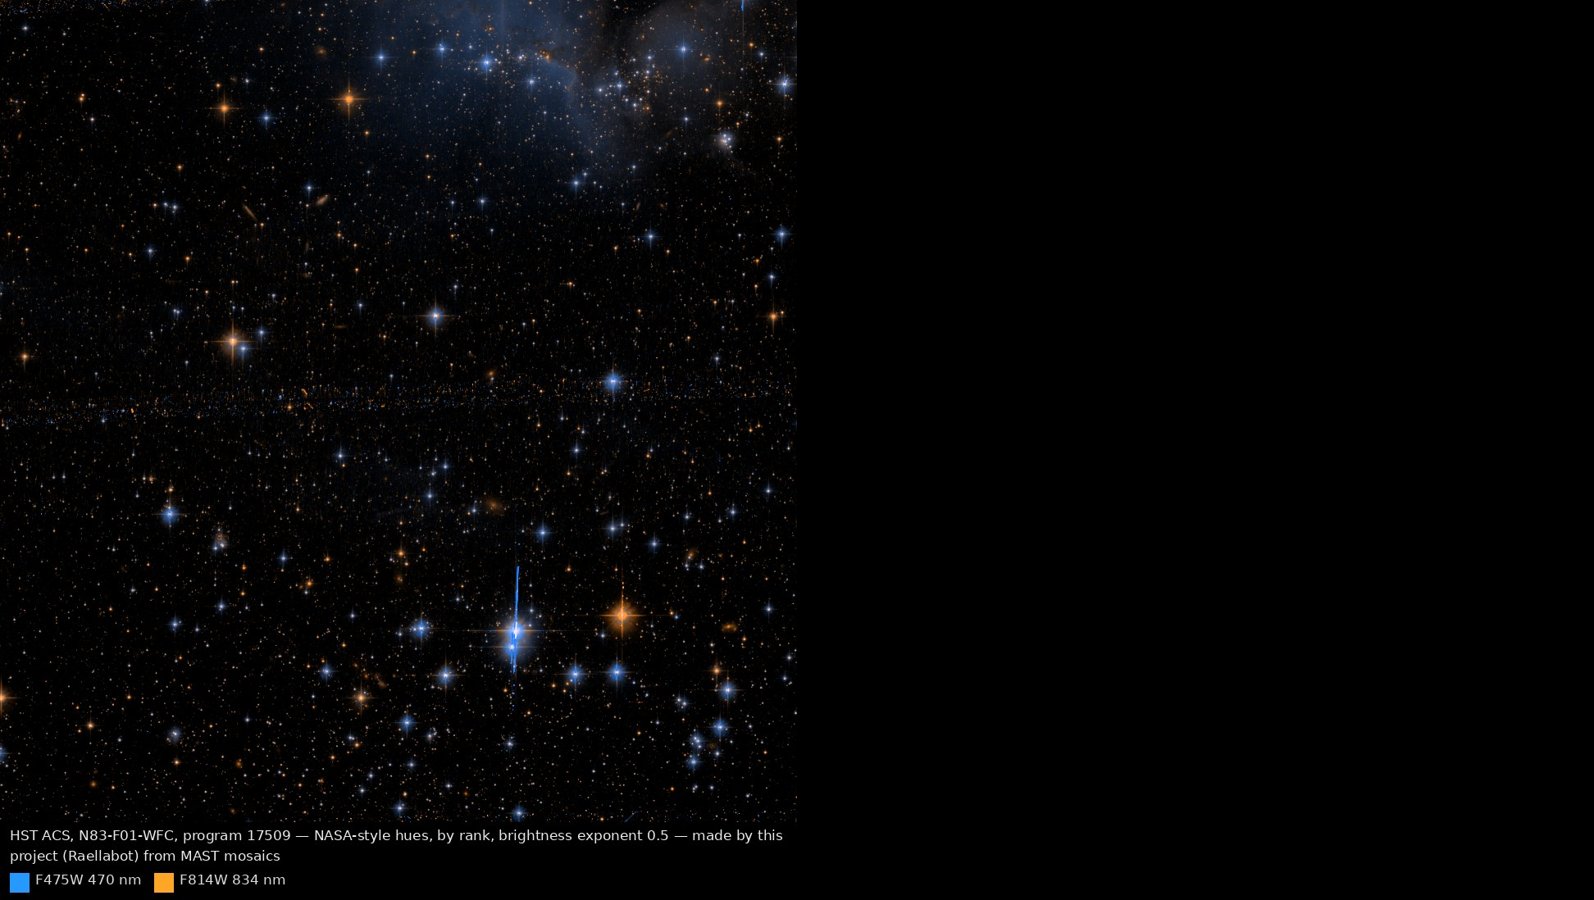 HST ACS, N83-F01-WFC, program 17509 — NASA-style hues, by rank, brightness exponent 0.5 — made by this
project (Raellabot) from MAST mosaics
F475W 470 nm F814W 834 nm